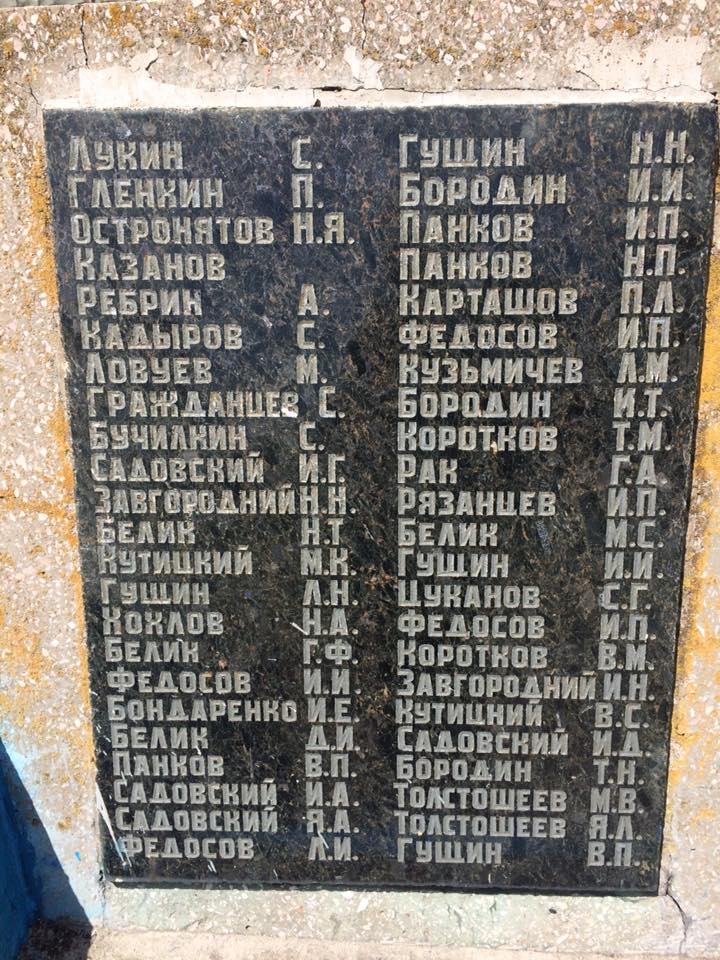 ЛУКИН С.
ГЛЕНКИН П.
ОСТРОНЯТОВ Н.Я.
КАЗАНОВ
РЕБРИК А.
КАДЫРОВ С.
ЛОВУЕВ М.
ГРАЖДАНЦЕВ С.
БУЧИЛКИН С.
САДОВСКИЙ И.Г.
ЗАВГОРОДНИЙ Н.Н.
БЕЛИК Н.Т
КУТИЦКИЙ М.К.
ГУЩИН Л.Н.
ХОХЛОВ Н.А.
БЕЛИК Г.Ф.
ФЕДОСОВ И.И.
БОНДАРЕНКО И.Е.
БЕЛИК Д.И.
ПАНКОВ В.П.
САДОВСКИЙ И.А.
САДОВСКИЙ Я.А.
ФЕДОСОВ Л.И.
ГУЩИН Н.Н.
БОРОДИН И.И.
ПАНКОВ И.П.
ПАНКОВ Н.П.
КАРТАШОВ П.Л.
ФЕДОСОВ И.П.
КУЗЬМИЧЕВ Л.М.
БОРОДИН И.Т.
КОРОТКОВ Т.М.
РАК Г.А
РЯЗАНЦЕВ И.П.
БЕЛИК М.С.
ГУЩИН И.И.
ЦУКАНОВ С.Г.
ФЕДОСОВ И.П.
КОРОТКОВ В.М.
ЗАВГОРОДНИЙ И.Н.
КУТИЦКИЙ В.С.
САДОВСКИЙ И.Д.
БОРОДИН Т.Н.
ТОЛСТОШЕЕВ М.В.
ТОЛСТОШЕЕВ Я.Л.
ГУЩИН В.П.